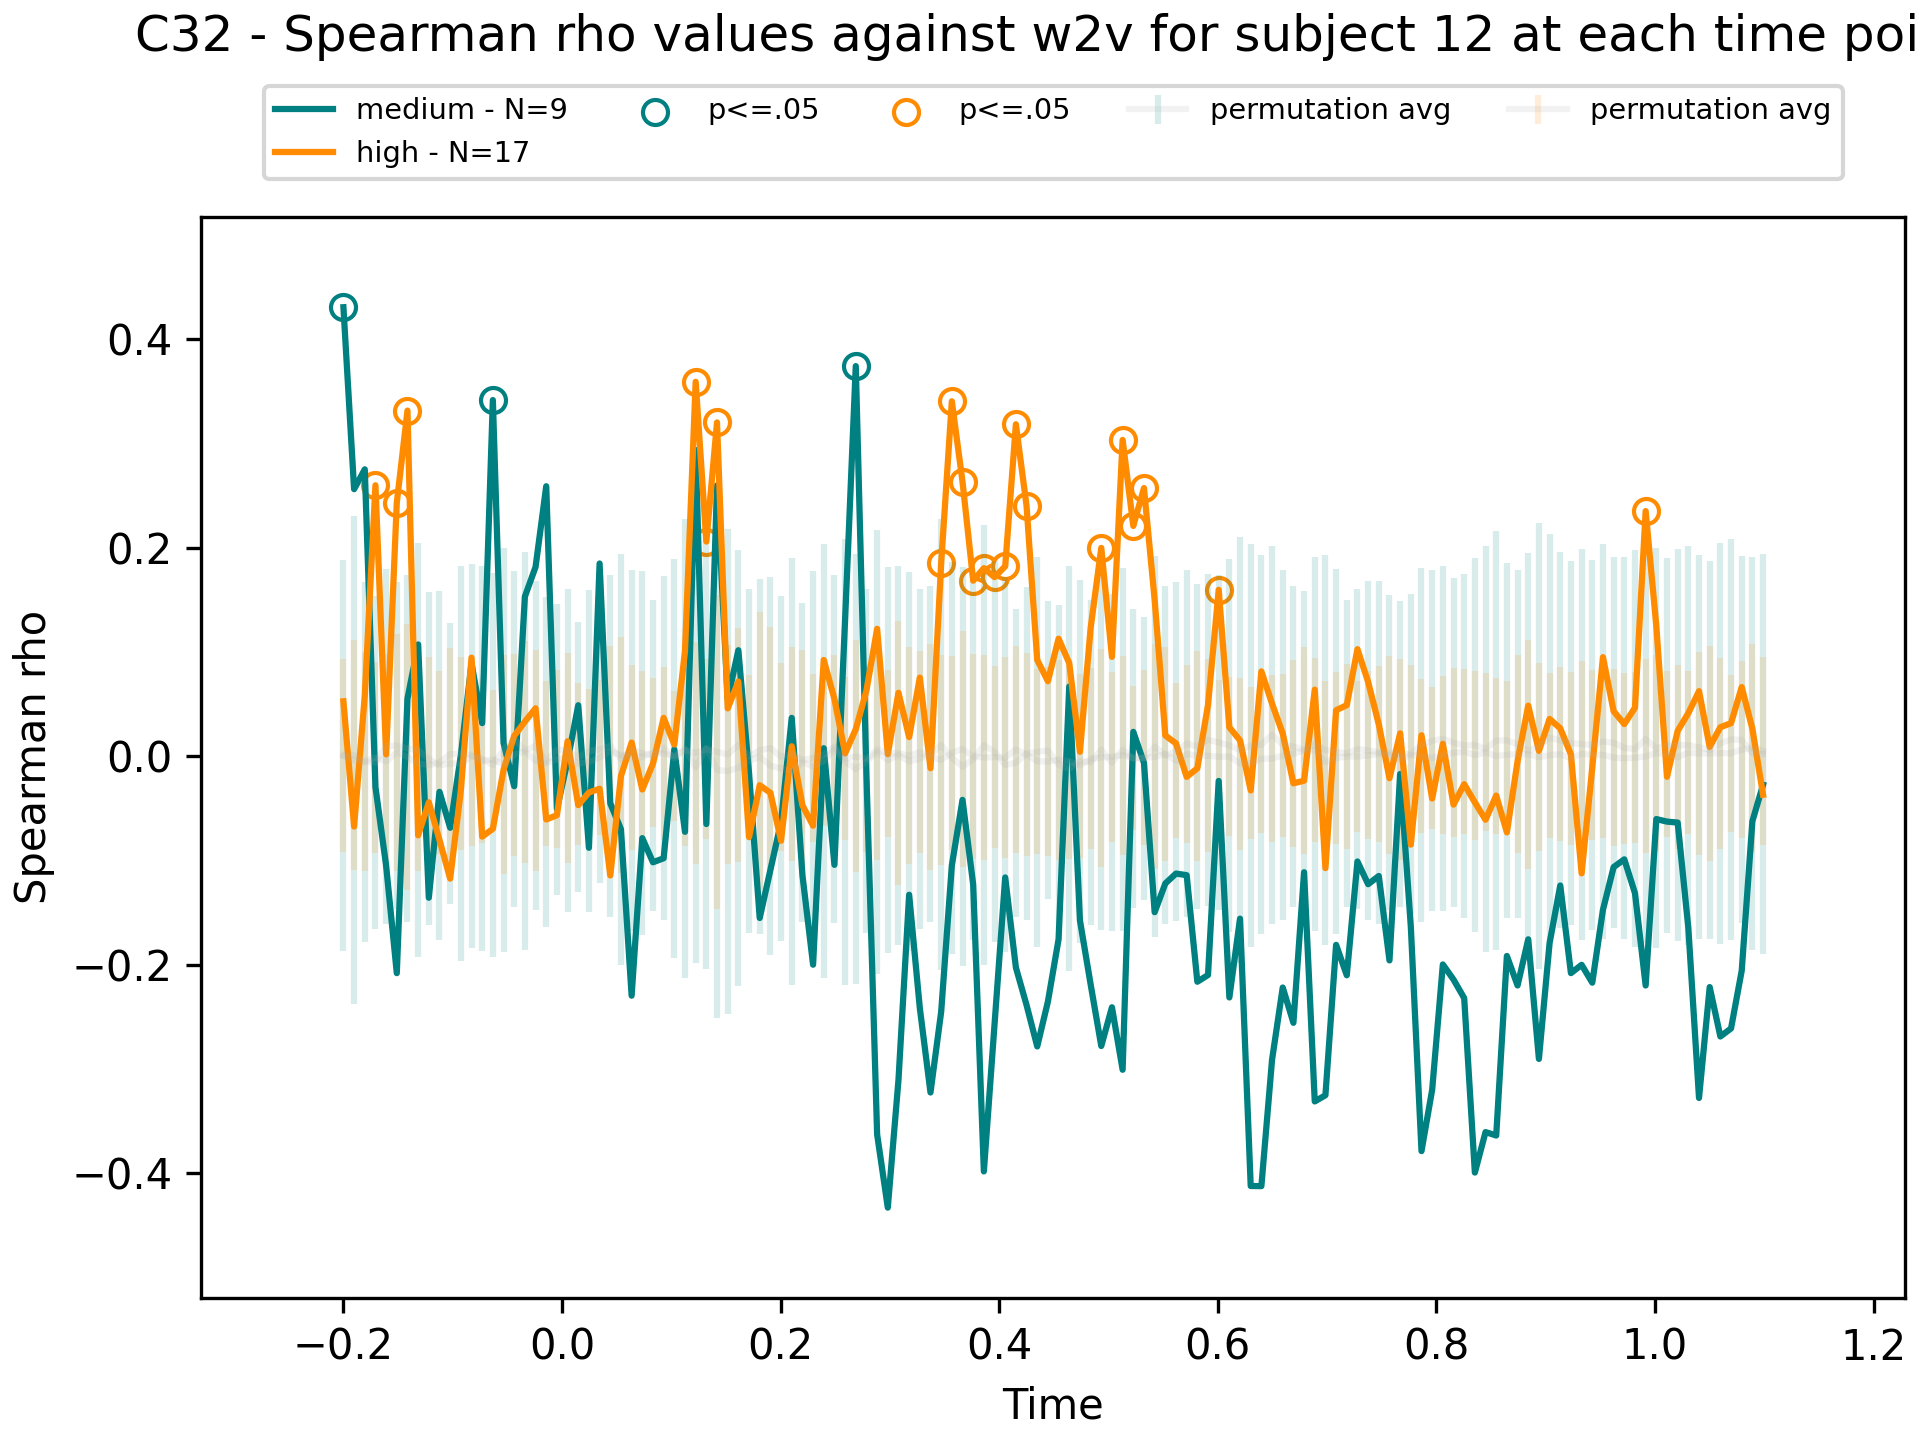 C32 - Spearman rho values against w2v for subject 12 at each time poi
medium - N=9
high - N=17
p<=.05
p<=.05
permutation avg
permutation avg
Spearman rho
0.4
0.2
0.0
−0.2
−0.4
−0.2
0.0
0.2
0.4
0.6
0.8
1.0
1.2
Time